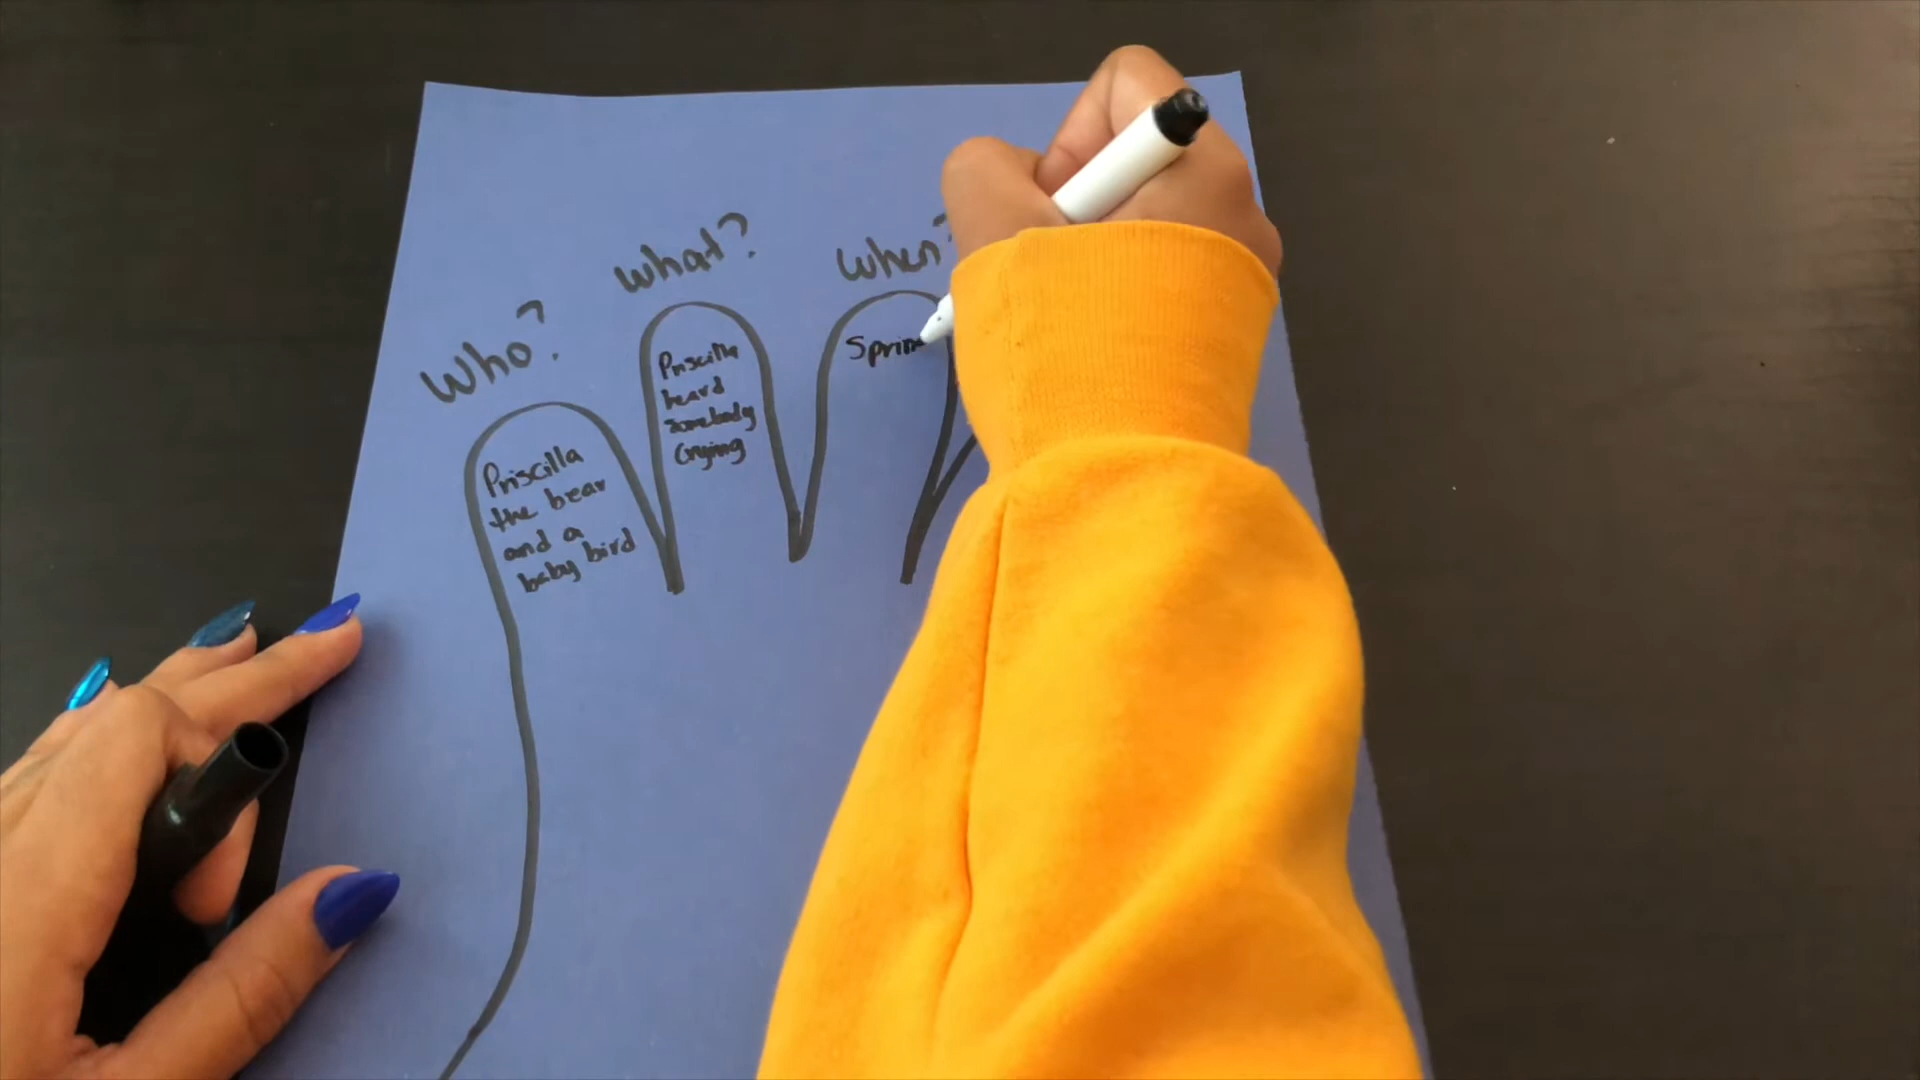 Who?
Priscilla
the bear
and a
baby bird
What?
Priscilla
heard
somebody
crying
When?
Sprin